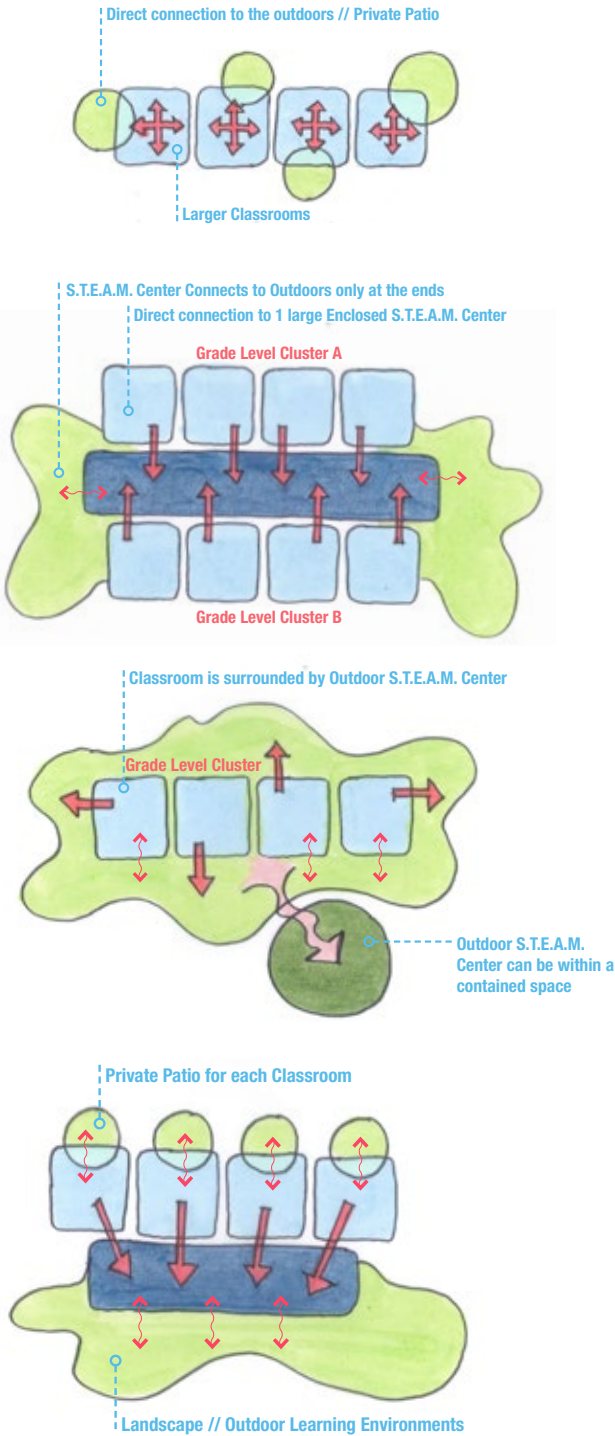 Direct connection to the outdoors // Private Patio
Larger Classrooms
S.T.E.A.M. Center Connects to Outdoors only at the ends
Direct connection to 1 large Enclosed S.T.E.A.M. Center
Grade Level Cluster A
Grade Level Cluster B
Classroom is surrounded by Outdoor S.T.E.A.M. Center
Grade Level Cluster
Outdoor S.T.E.A.M.
Center can be within a
contained space
Private Patio for each Classroom
Landscape // Outdoor Learning Environments